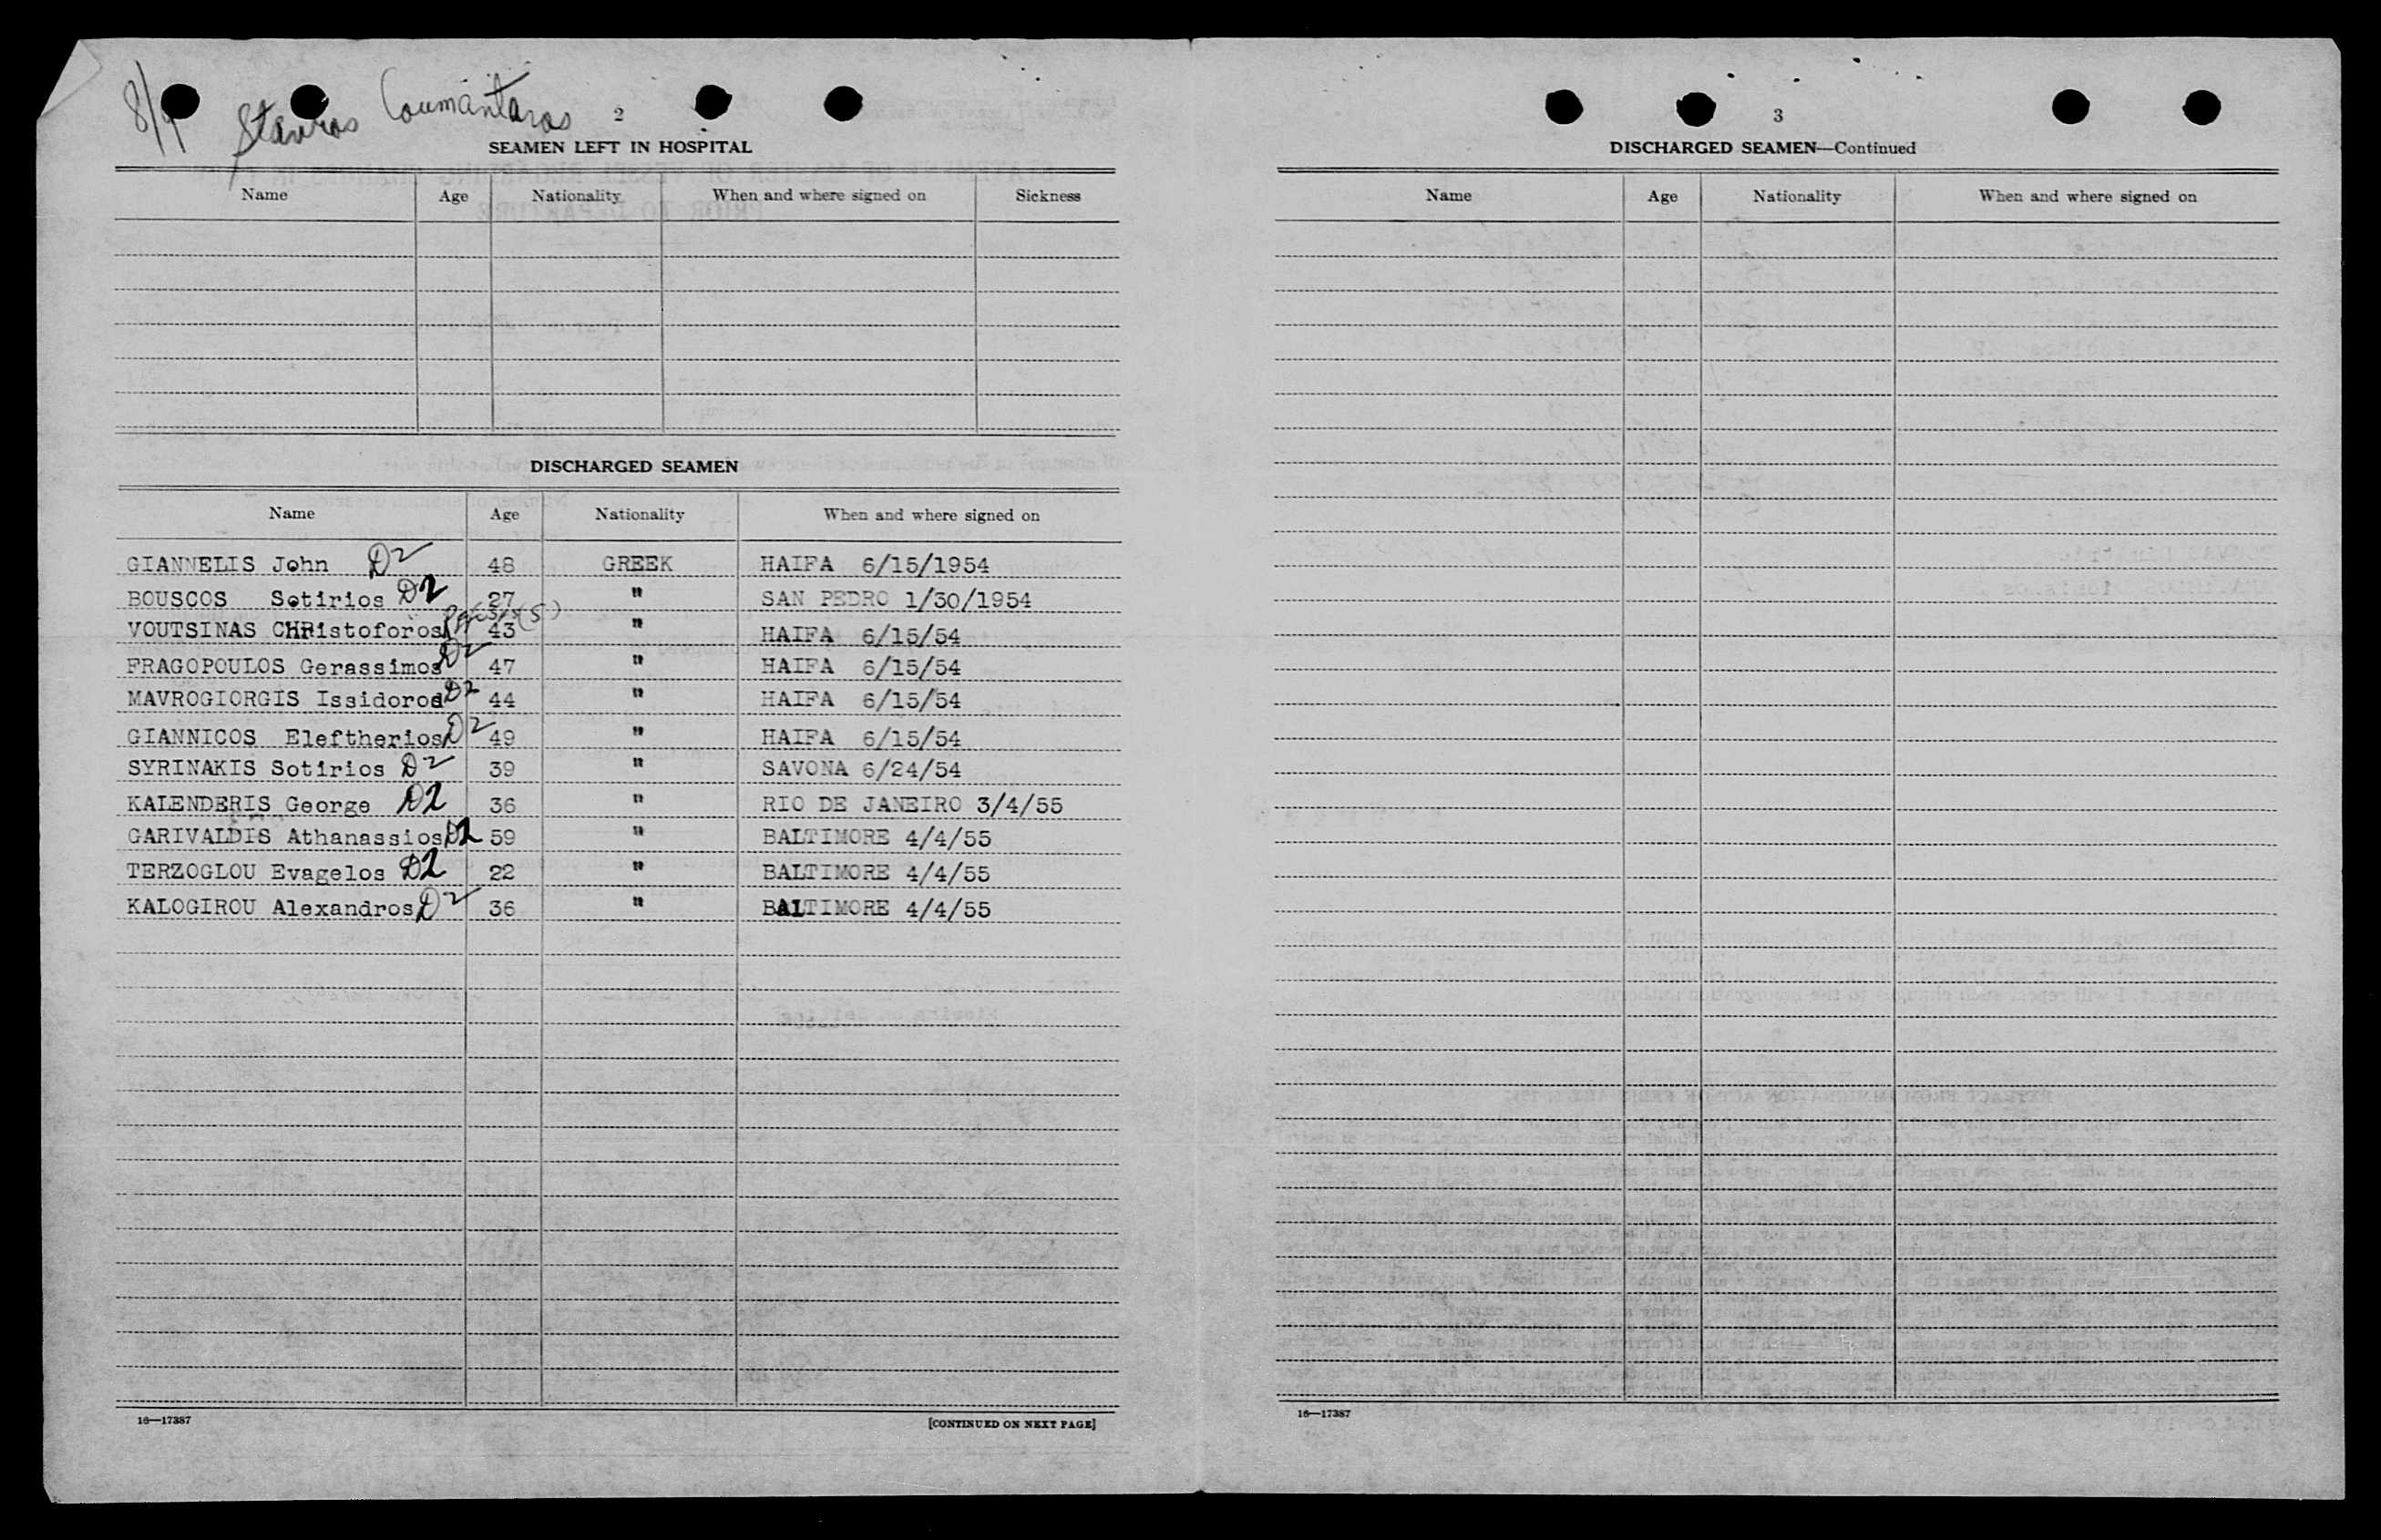 Stavros Coumantaros
2
SEAMEN LEFT IN HOSPITAL
Name Age Nationality When and where signed on Sickness
DISCHARGED SEAMEN
Name Age Nationality When and where signed on
GIANNELIS John D2 48 GREEK HAIFA 6/15/1954
BOUSCOS Sotirios D2 27 " SAN PEDRO 1/30/1954
VOUTSINAS CHRistoforos 43 " HAIFA 6/15/54
FRAGOPOULOS Gerassimos D2 47 " HAIFA 6/15/54
MAVROGIORGIS Issidoros D2 44 " HAIFA 6/15/54
GIANNICOS Eleftherios D2 49 " HAIFA 6/15/54
SYRINAKIS Sotirios D2 39 " SAVONA 6/24/54
KALENDERIS George D2 36 " RIO DE JANEIRO 3/4/55
GARIVALDIS Athanassios D2 59 " BALTIMORE 4/4/55
TERZOGLOU Evagelos D2 22 " BALTIMORE 4/4/55
KALOGIROU Alexandros D2 36 " BALTIMORE 4/4/55
16—17387 [CONTINUED ON NEXT PAGE]
3
DISCHARGED SEAMEN—Continued
Name Age Nationality When and where signed on
16—17387